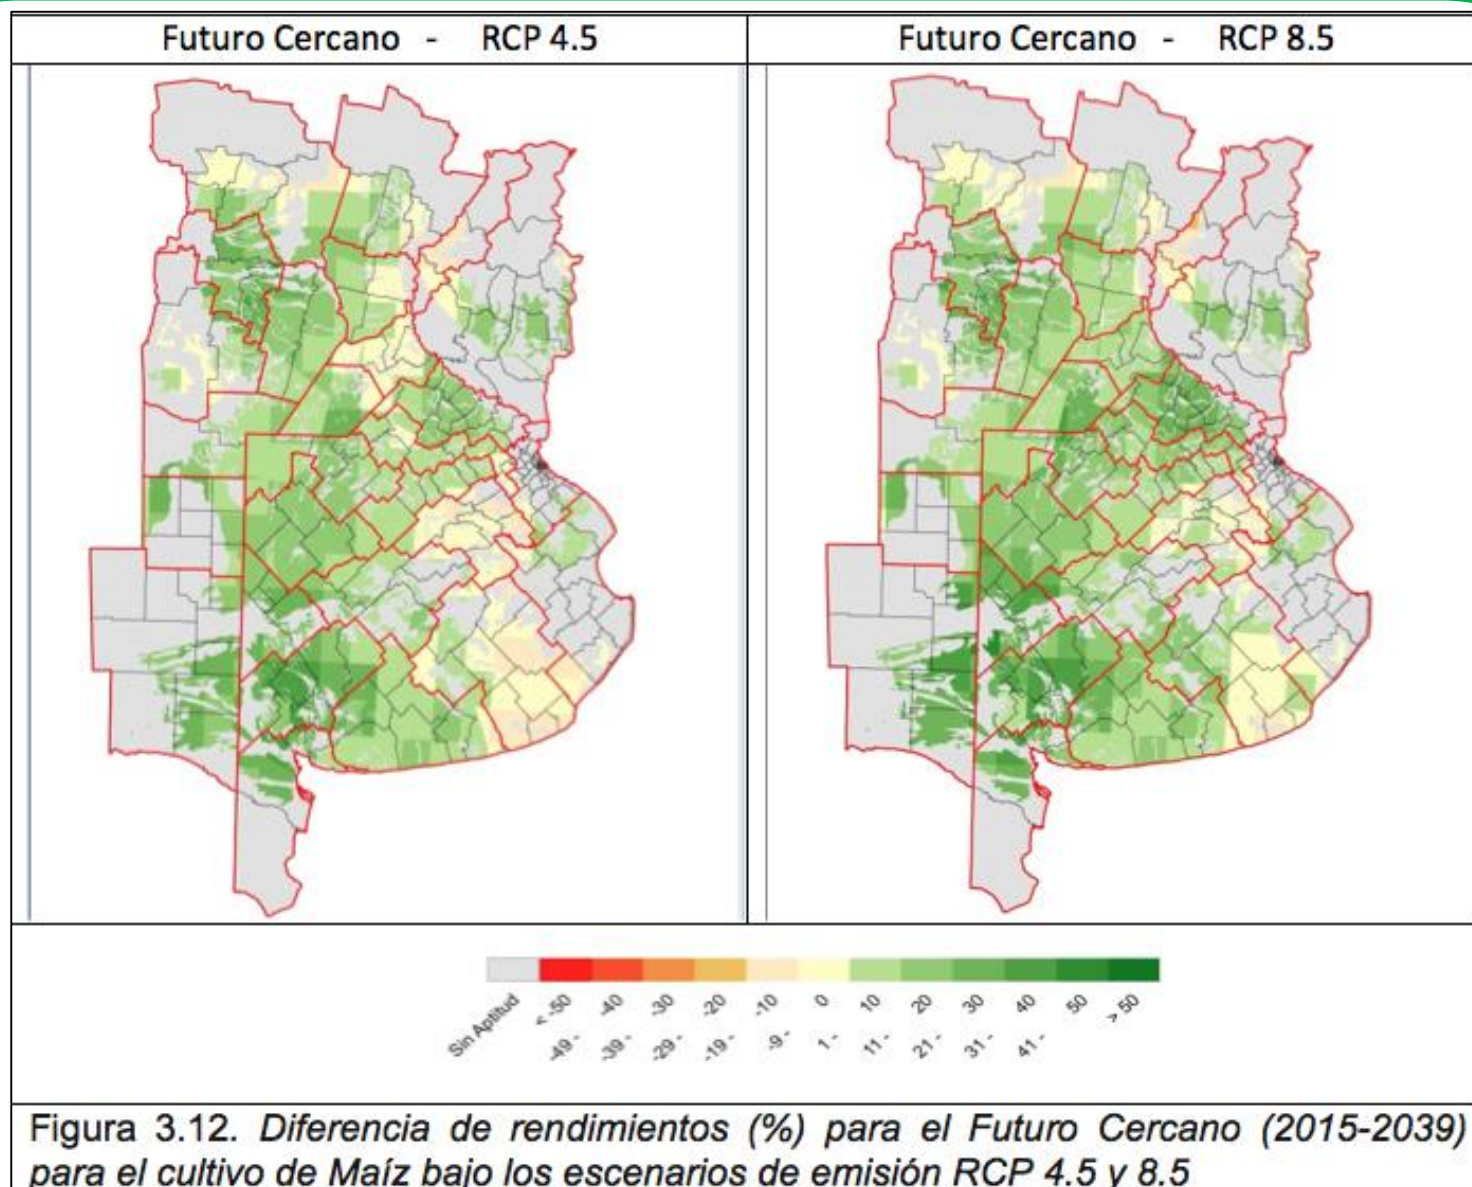 Futuro Cercano - RCP 4.5
Futuro Cercano - RCP 8.5
Sin Aptitud
< -50
-49 - -40
-39 - -30
-29 - -20
-19 - -10
-9 - 0
1 - 10
11 - 20
21 - 30
31 - 40
41 - 50
> 50
Figura 3.12. Diferencia de rendimientos (%) para el Futuro Cercano (2015-2039)
para el cultivo de Maíz bajo los escenarios de emisión RCP 4.5 y 8.5